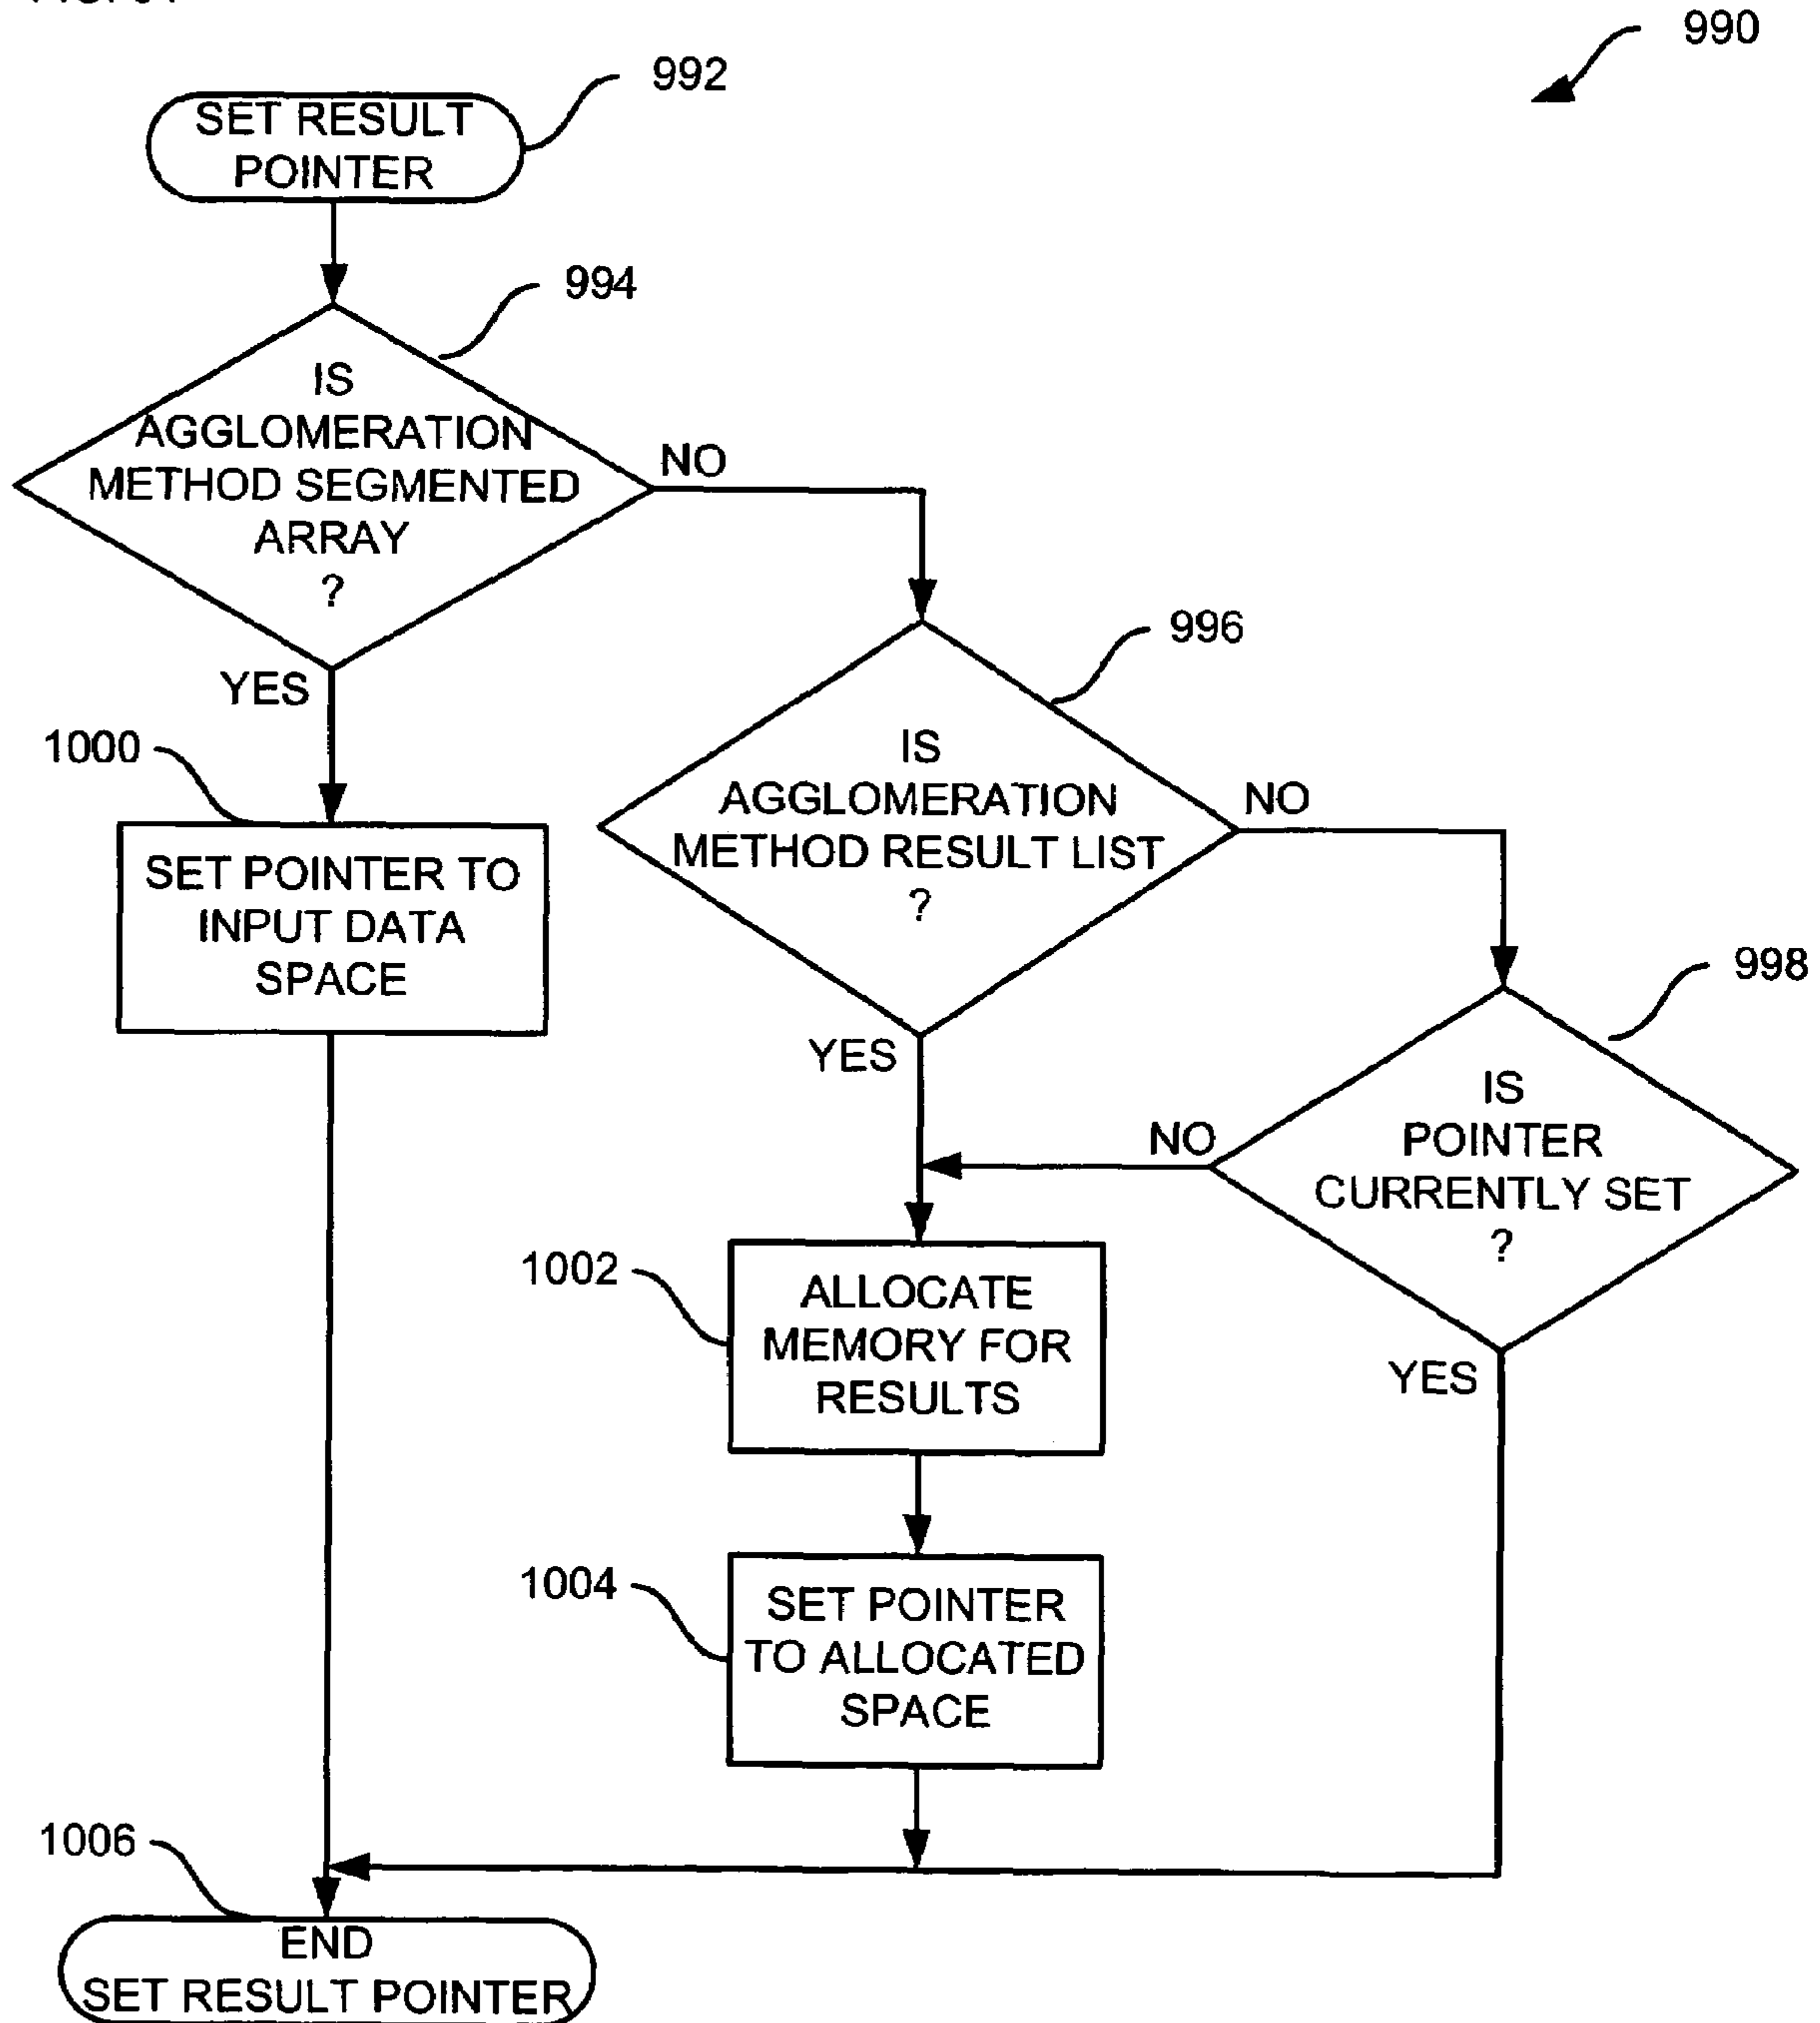 990
992
SET RESULT
POINTER
994
IS
AGGLOMERATION
METHOD SEGMENTED
ARRAY
?
NO
YES
996
IS
AGGLOMERATION
METHOD RESULT LIST
?
NO
YES
1000
SET POINTER TO
INPUT DATA
SPACE
998
IS
POINTER
CURRENTLY SET
?
NO
YES
1002
ALLOCATE
MEMORY FOR
RESULTS
1004
SET POINTER
TO ALLOCATED
SPACE
1006
END
SET RESULT POINTER